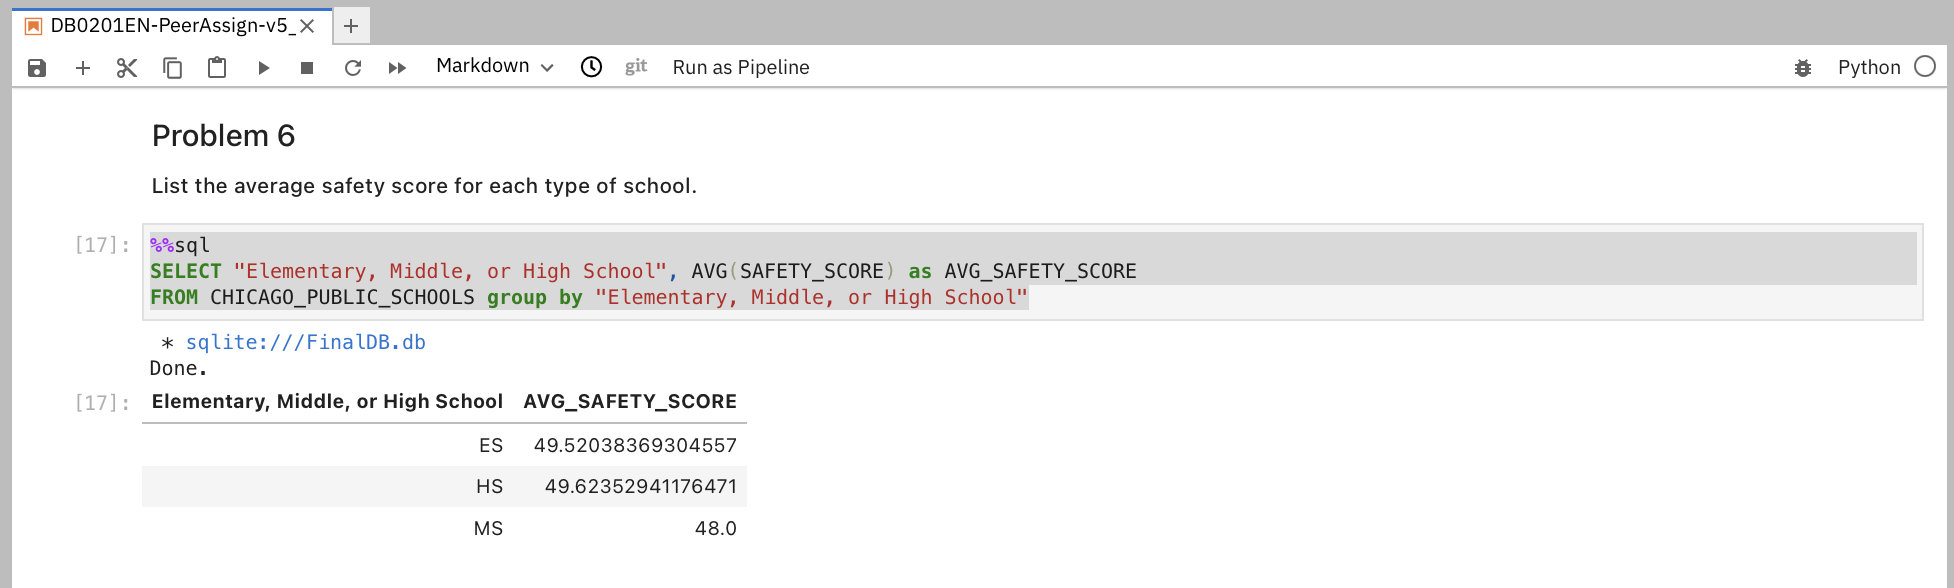 DB0201EN-PeerAssign-v5_
Markdown
git
Run as Pipeline
Python
Problem 6
List the average safety score for each type of school.
[17]:
%%sql
SELECT "Elementary, Middle, or High School", AVG(SAFETY_SCORE) as AVG_SAFETY_SCORE
FROM CHICAGO_PUBLIC_SCHOOLS group by "Elementary, Middle, or High School"
* sqlite:///FinalDB.db
Done.
[17]:
Elementary, Middle, or High School AVG_SAFETY_SCORE
ES 49.52038369304557
HS 49.62352941176471
MS 48.0